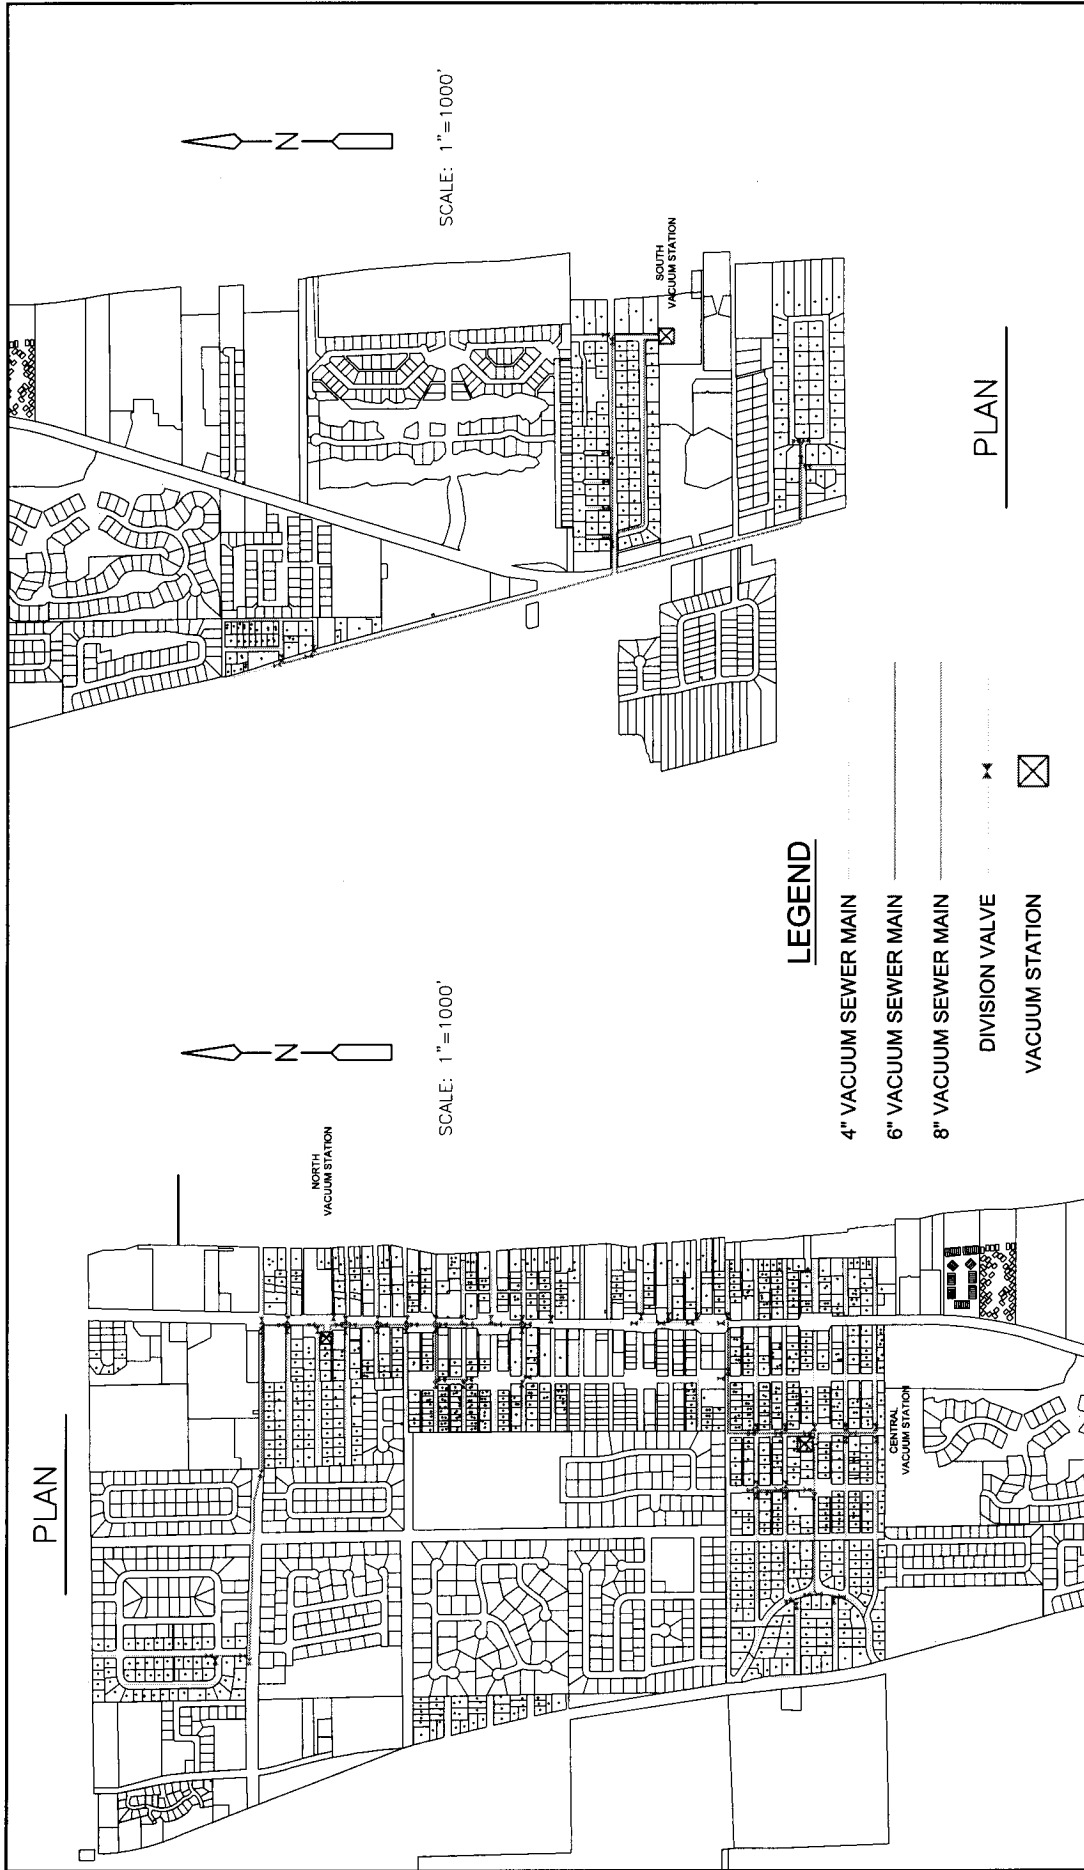 PLAN
N
SCALE: 1"=1000'
NORTH
VACUUM STATION
CENTRAL
VACUUM STATION
LEGEND
4" VACUUM SEWER MAIN
6" VACUUM SEWER MAIN
8" VACUUM SEWER MAIN
DIVISION VALVE
VACUUM STATION
N
SCALE: 1"=1000'
SOUTH
VACUUM STATION
PLAN